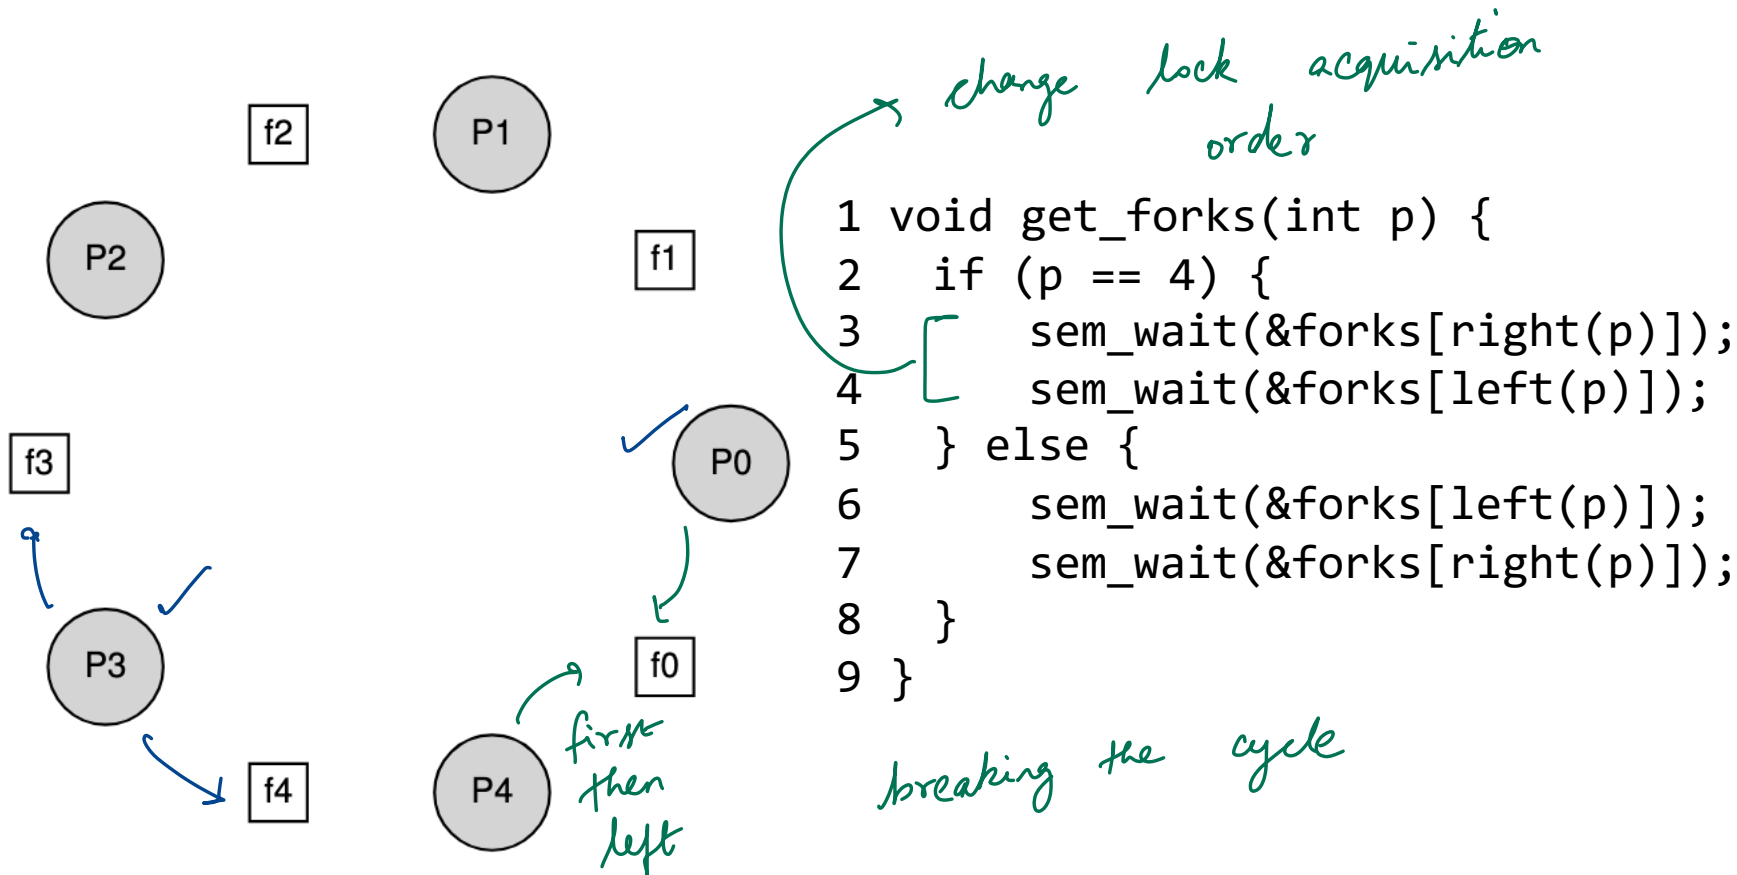 change lock acquisition
order
f2
P1
P2
f1
f3
P0
P3
f0
f4
P4
first
then
left
1 void get_forks(int p) {
2 if (p == 4) {
3 sem_wait(&forks[right(p)]);
4 sem_wait(&forks[left(p)]);
5 } else {
6 sem_wait(&forks[left(p)]);
7 sem_wait(&forks[right(p)]);
8 }
9 }
breaking the cycle